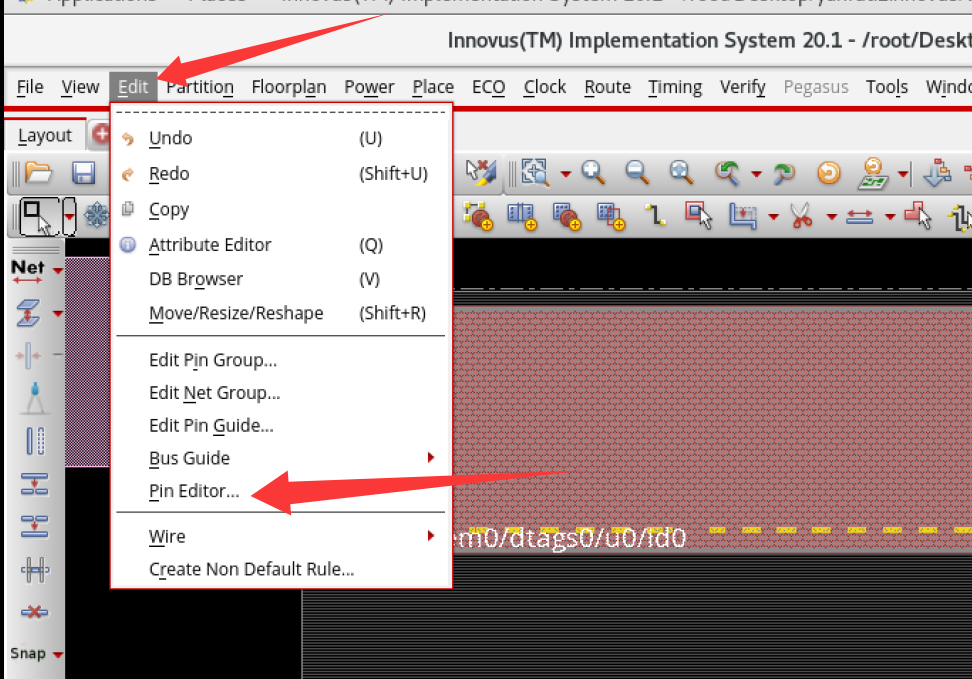 Innovus(TM) Implementation System 20.1 - /root/Deskt
File View Edit Partition Floorplan Power Place ECO Clock Route Timing Verify Pegasus Tools Windo
Layout
Undo (U)
Redo (Shift+U)
Copy
Attribute Editor (Q)
DB Browser (V)
Move/Resize/Reshape (Shift+R)
Net
Edit Pin Group...
Edit Net Group...
Edit Pin Guide...
Bus Guide
Pin Editor...
Wire
em0/dtags0/u0/id0
Create Non Default Rule...
Snap